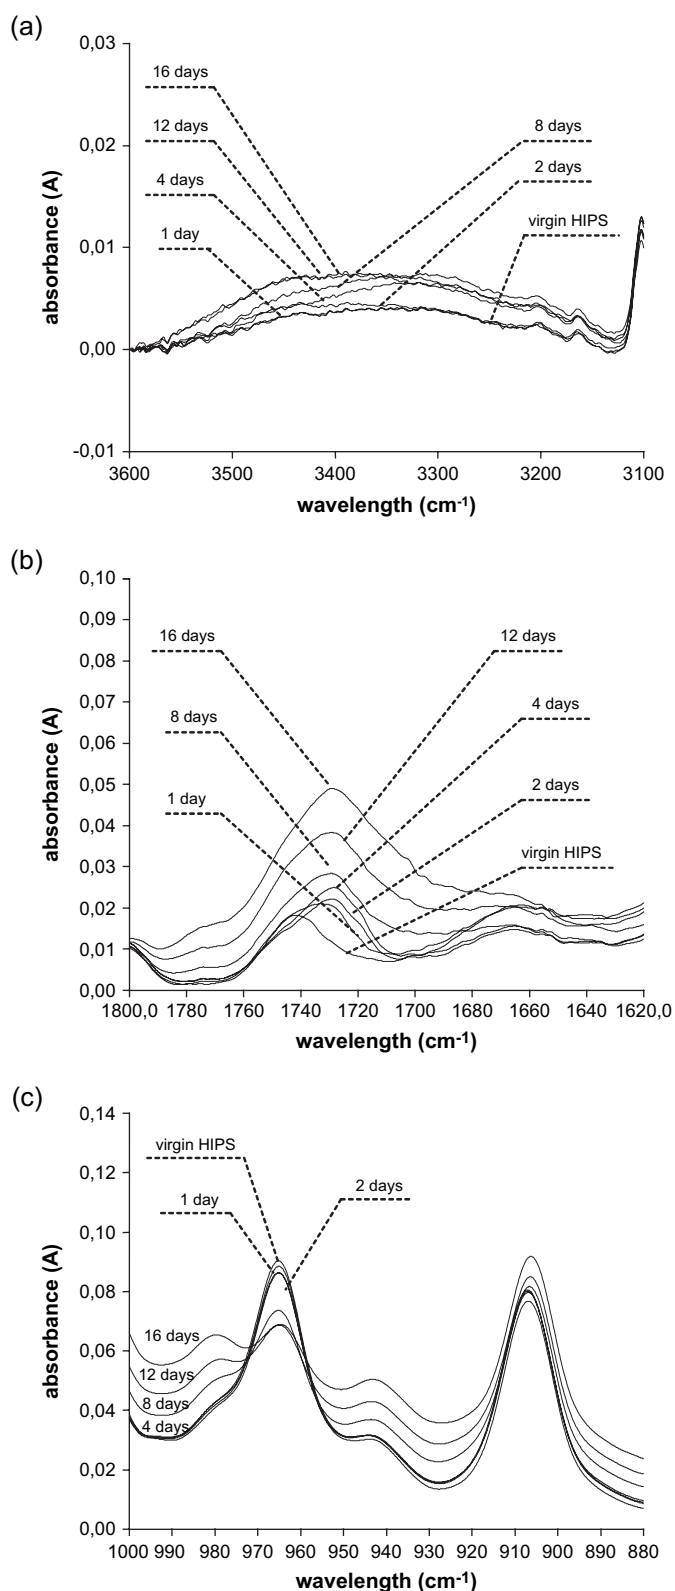 (a)
0,03
16 days
12 days
8 days
0,02
4 days
2 days
1 day
virgin HIPS
0,01
0,00
-0,01
absorbance (A)
3600 3500 3400 3300 3200 3100
wavelength (cm-1)
(b)
0,10
0,09
16 days
12 days
0,08
0,07
8 days
4 days
0,06
0,05
1 day
2 days
0,04
virgin HIPS
0,03
0,02
0,01
0,00
absorbance (A)
1800,0 1780 1760 1740 1720 1700 1680 1660 1640 1620,0
wavelength (cm-1)
(c)
0,14
virgin HIPS
0,12
1 day
2 days
0,10
0,08
16 days
0,06
12 days
8 days
0,04
4 days
0,02
0,00
absorbance (A)
1000 990 980 970 960 950 940 930 920 910 900 890 880
wavelength (cm-1)